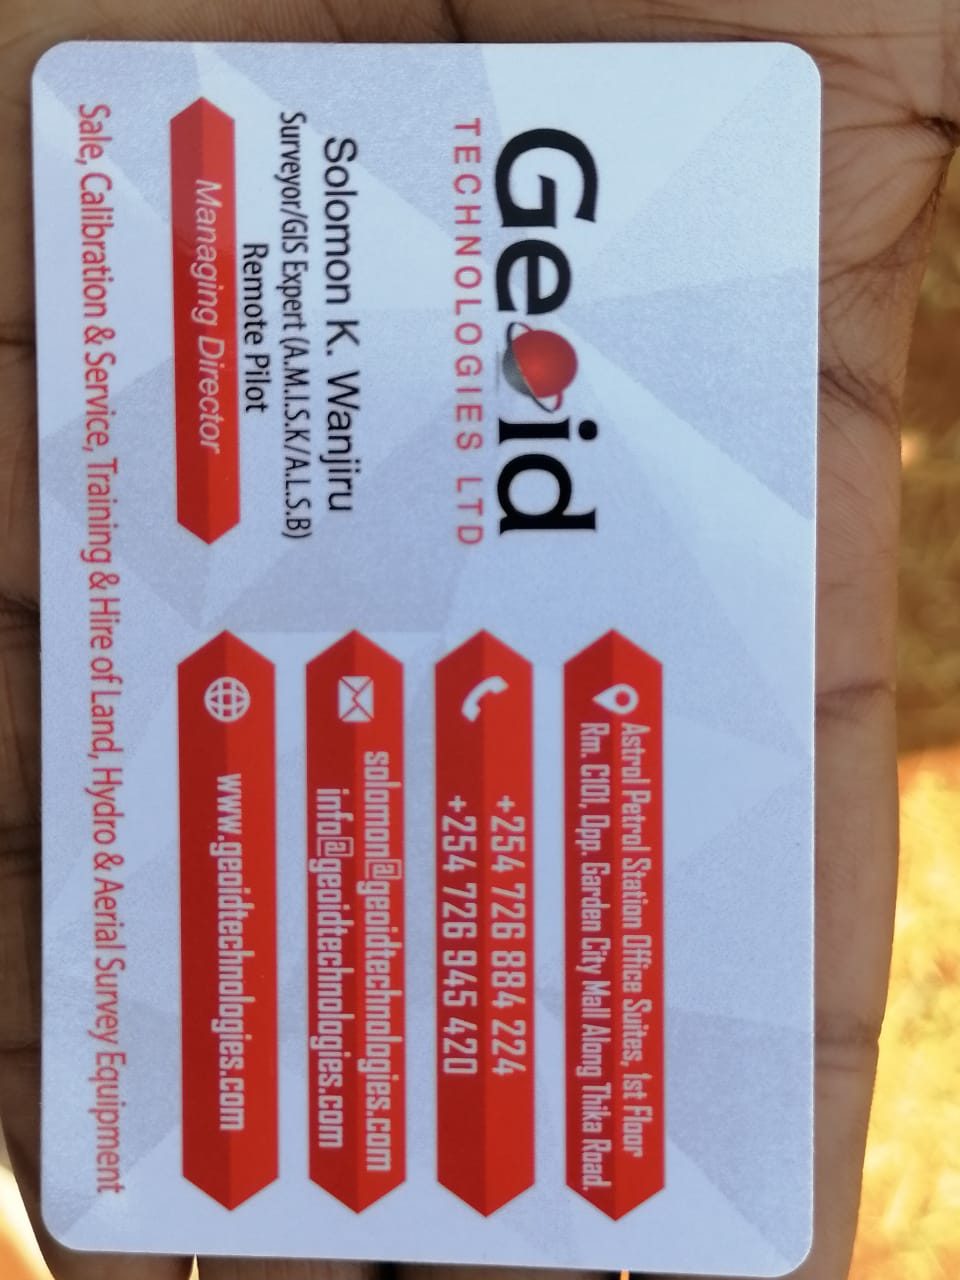 Geoid
TECHNOLOGIES LTD
Solomon K. Wanjiru
Surveyor/GIS Expert (A.M.I.S.K/A.L.S.B)
Remote Pilot
Managing Director
Astrol Petrol Station Office Suites, 1st Floor
Rm. C101, Opp. Garden City Mall Along Thika Road.
+254 726 884 224
+254 726 945 420
solomon@geoidtechnologies.com
info@geoidtechnologies.com
www.geoidtechnologies.com
Sale, Calibration & Service, Training & Hire of Land, Hydro & Aerial Survey Equipment